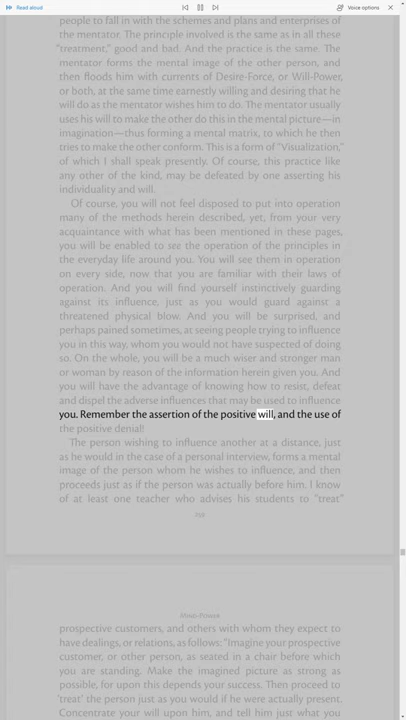 Read aloud
Voice options
people to fall in with the schemes and plans and enterprises of
the mentator. The principle involved is the same as in all these
"treatment," good and bad. And the practice is the same. The
mentator forms the mental image of the other person, and
then floods him with currents of Desire-Force, or Will-Power,
or both, at the same time earnestly willing and desiring that he
will do as the mentator wishes him to do. The mentator usually
uses his will to make the other do this in the mental picture—in
imagination—thus forming a mental matrix, to which he then
tries to make the other conform. This is a form of "Visualization,"
of which I shall speak presently. Of course, this practice like
any other of the kind, may be defeated by one asserting his
individuality and will.
Of course, you will not feel disposed to put into operation
many of the methods herein described, yet, from your very
acquaintance with what has been mentioned in these pages,
you will be enabled to see the operation of the principles in
the everyday life around you. You will see them in operation
on every side, now that you are familiar with their laws of
operation. And you will find yourself instinctively guarding
against its influence, just as you would guard against a
threatened physical blow. And you will be surprised, and
perhaps pained sometimes, at seeing people trying to influence
you in this way, whom you would not have suspected of doing
so. On the whole, you will be a much wiser and stronger man
or woman by reason of the information herein given you. And
you will have the advantage of knowing how to resist, defeat
and dispel the adverse influences that may be used to influence
you. Remember the assertion of the positive will, and the use of
the positive denial!
The person wishing to influence another at a distance, just
as he would in the case of a personal interview, forms a mental
image of the person whom he wishes to influence, and then
proceeds just as if the person was actually before him. I know
of at least one teacher who advises his students to "treat"
Mind-Power
prospective customers, and others with whom they expect to
have dealings, or relations, as follows: "Imagine your prospective
customer, or other person, as seated in a chair before which
you are standing. Make the imagined picture as strong as
possible, for upon this depends your success. Then proceed to
'treat' the person just as you would if he were actually present.
Concentrate your will upon him, and tell him just what you